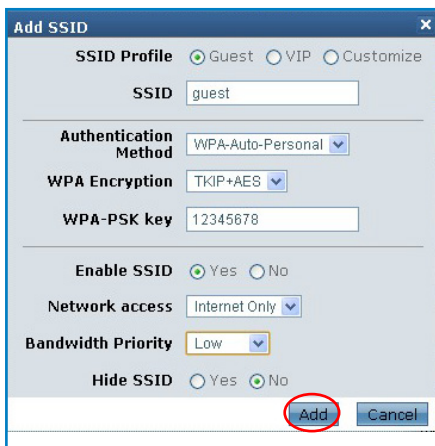 Add SSID x
SSID Profile Guest VIP Customize
SSID guest
Authentication
Method WPA-Auto-Personal
WPA Encryption TKIP+AES
WPA-PSK key 12345678
Enable SSID Yes No
Network access Internet Only
Bandwidth Priority Low
Hide SSID Yes No
Add Cancel